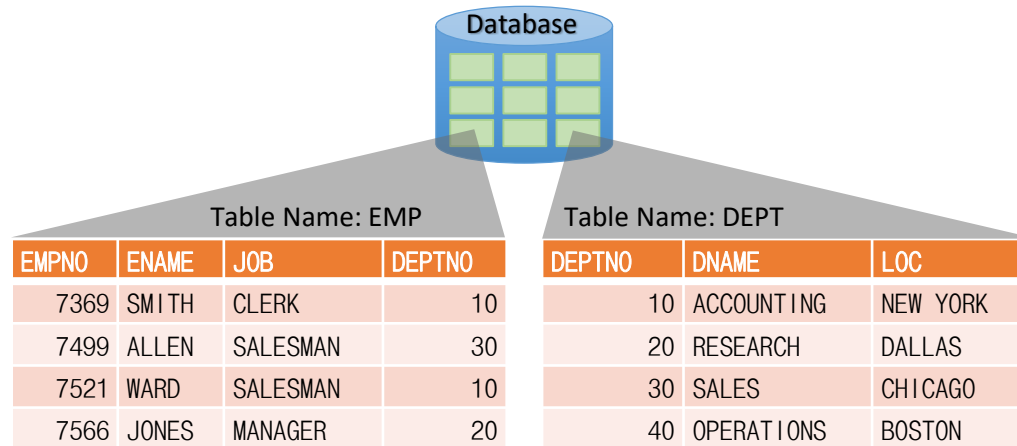 Database
Table Name: EMP
EMPNO ENAME JOB DEPTNO
7369 SMITH CLERK 10
7499 ALLEN SALESMAN 30
7521 WARD SALESMAN 10
7566 JONES MANAGER 20
Table Name: DEPT
DEPTNO DNAME LOC
10 ACCOUNTING NEW YORK
20 RESEARCH DALLAS
30 SALES CHICAGO
40 OPERATIONS BOSTON